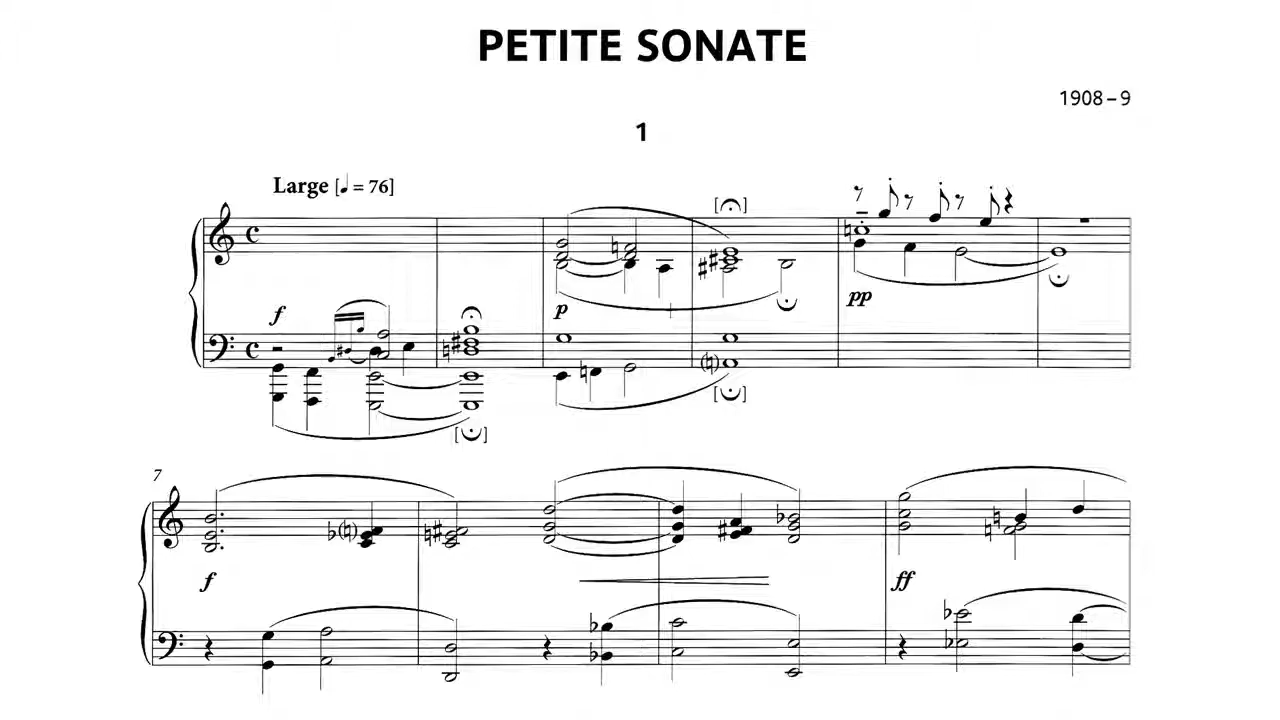 PETITE SONATE
1908 – 9
1
Large [♩ = 76]
f
p
pp
7
f
ff